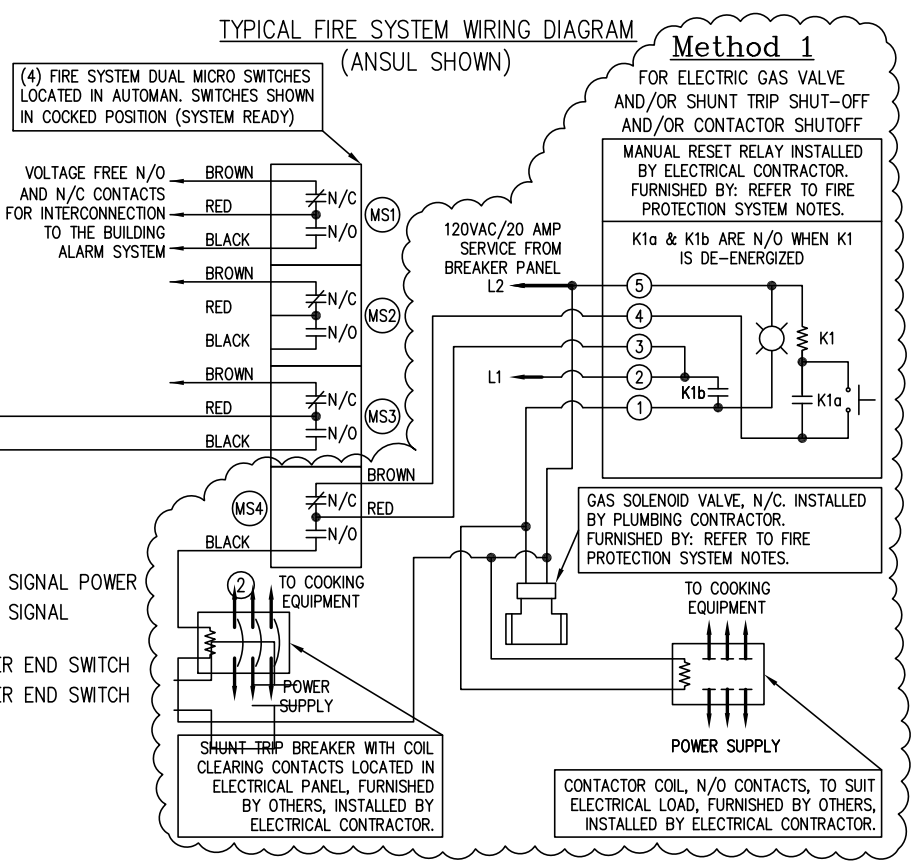 TYPICAL FIRE SYSTEM WIRING DIAGRAM
(ANSUL SHOWN)
Method 1
FOR ELECTRIC GAS VALVE
AND/OR SHUNT TRIP SHUT-OFF
AND/OR CONTACTOR SHUTOFF
(4) FIRE SYSTEM DUAL MICRO SWITCHES
LOCATED IN AUTOMAN. SWITCHES SHOWN
IN COCKED POSITION (SYSTEM READY)
MANUAL RESET RELAY INSTALLED
BY ELECTRICAL CONTRACTOR.
FURNISHED BY: REFER TO FIRE
PROTECTION SYSTEM NOTES.
K1a & K1b ARE N/O WHEN K1
IS DE-ENERGIZED
VOLTAGE FREE N/O
AND N/C CONTACTS
FOR INTERCONNECTION
TO THE BUILDING
ALARM SYSTEM
BROWN
RED
BLACK
N/C
N/O
MS1
BROWN
RED
BLACK
N/C
N/O
MS2
BROWN
RED
BLACK
N/C
N/O
MS3
120VAC/20 AMP
SERVICE FROM
BREAKER PANEL
L2
L1
5
4
3
2
1
K1
K1a
K1b
MS4
BROWN
RED
BLACK
N/C
N/O
GAS SOLENOID VALVE, N/C. INSTALLED
BY PLUMBING CONTRACTOR.
FURNISHED BY: REFER TO FIRE
PROTECTION SYSTEM NOTES.
SIGNAL POWER
SIGNAL
ER END SWITCH
ER END SWITCH
2
TO COOKING
EQUIPMENT
POWER
SUPPLY
TO COOKING
EQUIPMENT
POWER SUPPLY
SHUNT TRIP BREAKER WITH COIL
CLEARING CONTACTS LOCATED IN
ELECTRICAL PANEL, FURNISHED
BY OTHERS, INSTALLED BY
ELECTRICAL CONTRACTOR.
CONTACTOR COIL, N/O CONTACTS, TO SUIT
ELECTRICAL LOAD, FURNISHED BY OTHERS,
INSTALLED BY ELECTRICAL CONTRACTOR.